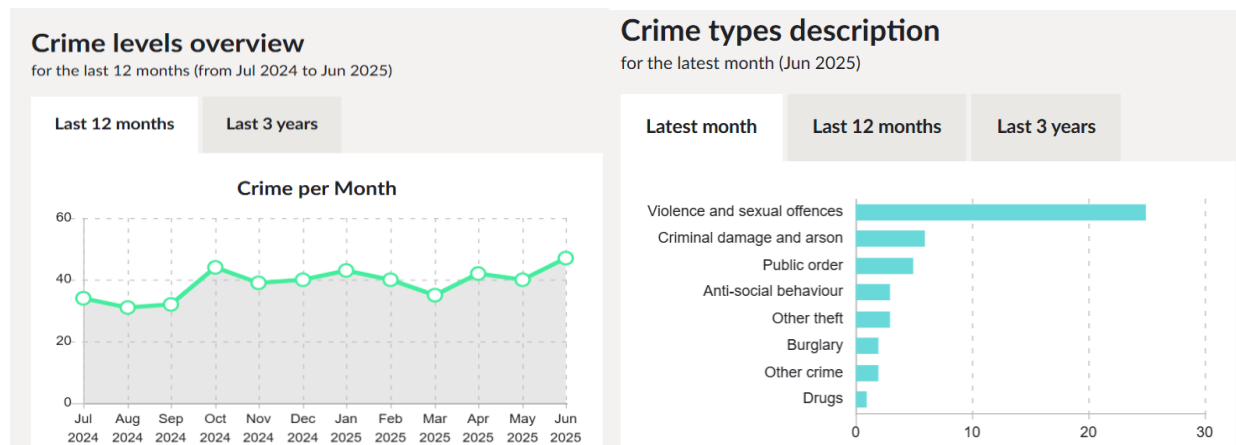 Crime levels overview
for the last 12 months (from Jul 2024 to Jun 2025)
Last 12 months Last 3 years
Crime per Month
60
40
20
0
Jul Aug Sep Oct Nov Dec Jan Feb Mar Apr May Jun
2024 2024 2024 2024 2024 2024 2025 2025 2025 2025 2025 2025
Crime types description
for the latest month (Jun 2025)
Latest month Last 12 months Last 3 years
Violence and sexual offences
Criminal damage and arson
Public order
Anti-social behaviour
Other theft
Burglary
Other crime
Drugs
0 10 20 30